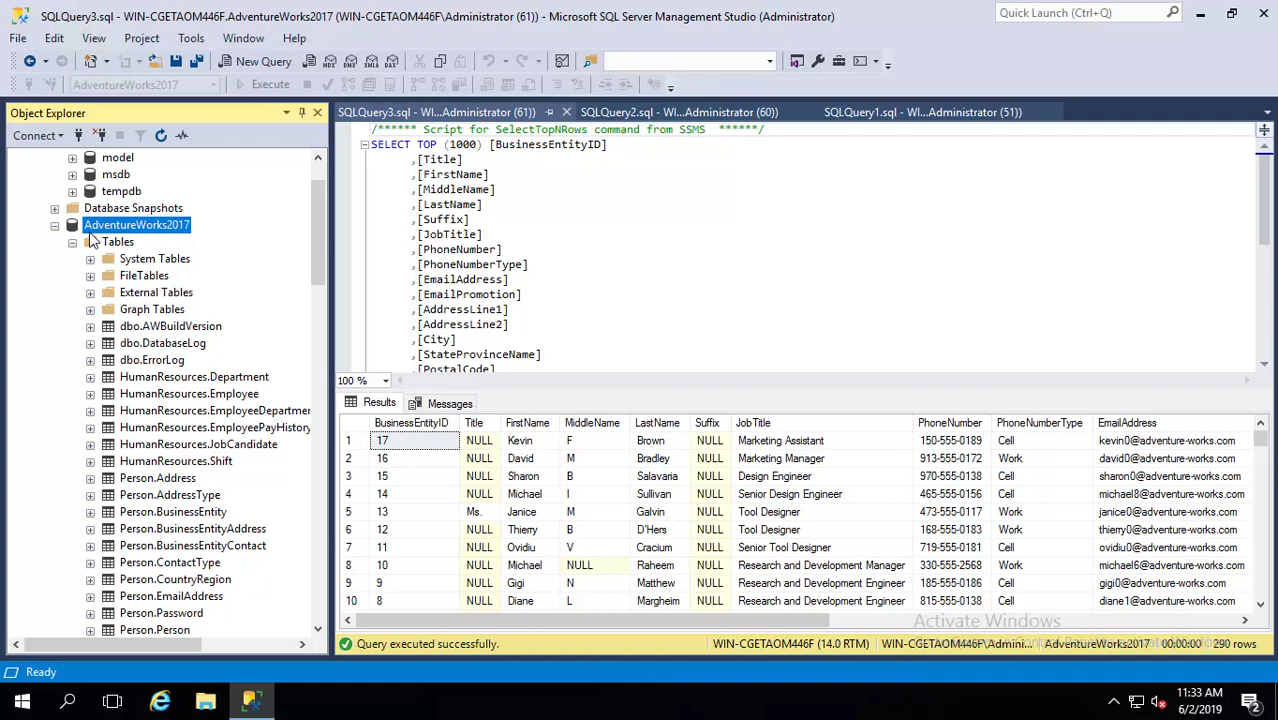 SQLQuery3.sql - WIN-CGETAOM446F.AdventureWorks2017 (WIN-CGETAOM446F\Administrator (61)) - Microsoft SQL Server Management Studio (Administrator)
Quick Launch (Ctrl+Q)
File Edit View Project Tools Window Help
New Query
AdventureWorks2017 Execute
Object Explorer
SQLQuery3.sql - WI...Administrator (61)) SQLQuery2.sql - WI...Administrator (60)) SQLQuery1.sql - WI...Administrator (51))
Connect
model
msdb
tempdb
Database Snapshots
AdventureWorks2017
Tables
System Tables
FileTables
External Tables
Graph Tables
dbo.AWBuildVersion
dbo.DatabaseLog
dbo.ErrorLog
HumanResources.Department
HumanResources.Employee
HumanResources.EmployeeDepartmen
HumanResources.EmployeePayHistory
HumanResources.JobCandidate
HumanResources.Shift
Person.Address
Person.AddressType
Person.BusinessEntity
Person.BusinessEntityAddress
Person.BusinessEntityContact
Person.ContactType
Person.CountryRegion
Person.EmailAddress
Person.Password
Person.Person
/****** Script for SelectTopNRows command from SSMS ******/
SELECT TOP (1000) [BusinessEntityID]
,[Title]
,[FirstName]
,[MiddleName]
,[LastName]
,[Suffix]
,[JobTitle]
,[PhoneNumber]
,[PhoneNumberType]
,[EmailAddress]
,[EmailPromotion]
,[AddressLine1]
,[AddressLine2]
,[City]
,[StateProvinceName]
,[PostalCode]
100 %
Results Messages
BusinessEntityID Title FirstName MiddleName LastName Suffix JobTitle PhoneNumber PhoneNumberType EmailAddress
1 17 NULL Kevin F Brown NULL Marketing Assistant 150-555-0189 Cell kevin0@adventure-works.com
2 16 NULL David M Bradley NULL Marketing Manager 913-555-0172 Work david0@adventure-works.com
3 15 NULL Sharon B Salavaria NULL Design Engineer 970-555-0138 Cell sharon0@adventure-works.com
4 14 NULL Michael I Sullivan NULL Senior Design Engineer 465-555-0156 Cell michael8@adventure-works.com
5 13 Ms. Janice M Galvin NULL Tool Designer 473-555-0117 Work janice0@adventure-works.com
6 12 NULL Thierry B D'Hers NULL Tool Designer 168-555-0183 Work thierry0@adventure-works.com
7 11 NULL Ovidiu V Cracium NULL Senior Tool Designer 719-555-0181 Cell ovidiu0@adventure-works.com
8 10 NULL Michael NULL Raheem NULL Research and Development Manager 330-555-2568 Work michael6@adventure-works.com
9 9 NULL Gigi N Matthew NULL Research and Development Engineer 185-555-0186 Cell gigi0@adventure-works.com
10 8 NULL Diane L Margheim NULL Research and Development Engineer 815-555-0138 Cell diane1@adventure-works.com
Activate Windows
Query executed successfully. WIN-CGETAOM446F (14.0 RTM) WIN-CGETAOM446F\Admini... AdventureWorks2017 00:00:00 290 rows
Ready
11:33 AM
6/2/2019
2